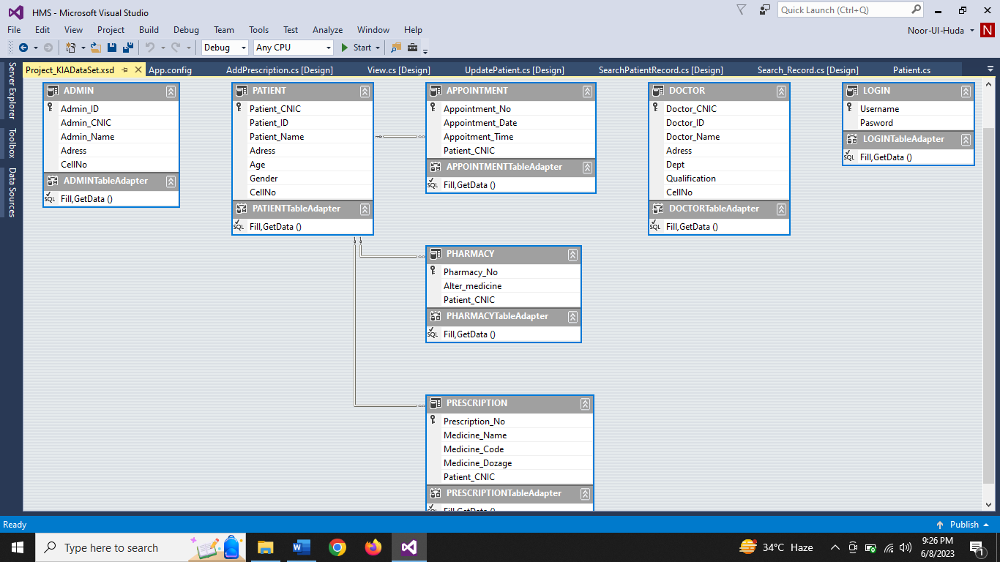 HMS - Microsoft Visual Studio
Quick Launch (Ctrl+Q)
File Edit View Project Build Debug Team Tools Test Analyze Window Help
Noor-Ul-Huda N
Debug Any CPU Start
Server Explorer
Toolbox
Data Sources
Project_KIADataSet.xsd App.config AddPrescription.cs [Design] View.cs [Design] UpdatePatient.cs [Design] SearchPatientRecord.cs [Design] Search_Record.cs [Design] Patient.cs
ADMIN
Admin_ID
Admin_CNIC
Admin_Name
Adress
CellNo
ADMINTableAdapter
SQL Fill,GetData ()
PATIENT
Patient_CNIC
Patient_ID
Patient_Name
Adress
Age
Gender
CellNo
PATIENTTableAdapter
SQL Fill,GetData ()
APPOINTMENT
Appointment_No
Appointment_Date
Appoitment_Time
Patient_CNIC
APPOINTMENTTableAdapter
SQL Fill,GetData ()
DOCTOR
Doctor_CNIC
Doctor_ID
Doctor_Name
Adress
Dept
Qualification
CellNo
DOCTORTableAdapter
SQL Fill,GetData ()
LOGIN
Username
Pasword
LOGINTableAdapter
SQL Fill,GetData ()
PHARMACY
Pharmacy_No
Alter_medicine
Patient_CNIC
PHARMACYTableAdapter
SQL Fill,GetData ()
PRESCRIPTION
Prescription_No
Medicine_Name
Medicine_Code
Medicine_Dozage
Patient_CNIC
PRESCRIPTIONTableAdapter
SQL Fill,GetData ()
Ready
Publish
Type here to search
34°C Haze
9:26 PM
6/8/2023
1